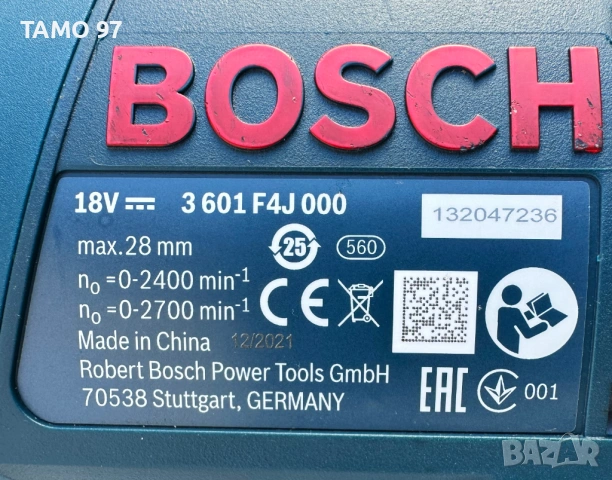 TAMO 97
BOSCH
18V 3 601 F4J 000
132047236
max.28 mm
25
560
n0=0-2400 min-1
n0=0-2700 min-1
CE
Made in China 12/2021
Robert Bosch Power Tools GmbH
70538 Stuttgart, GERMANY
EAC
001
BAZAR